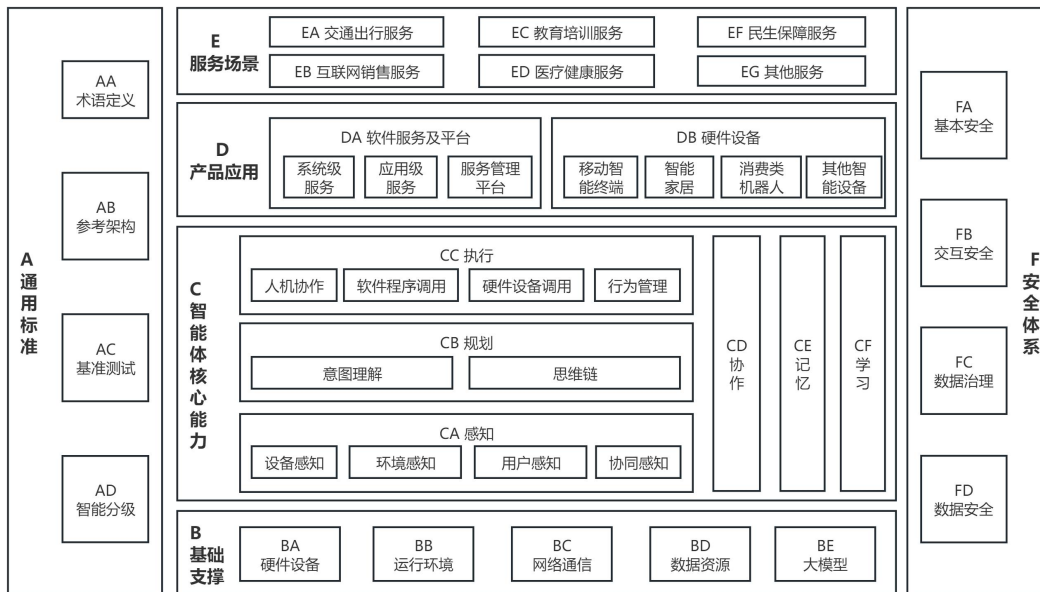 A
通
用
标
准
AA
术语定义
AB
参考架构
AC
基准测试
AD
智能分级
E
服务场景
EA 交通出行服务
EC 教育培训服务
EF 民生保障服务
EB 互联网销售服务
ED 医疗健康服务
EG 其他服务
D
产品应用
DA 软件服务及平台
系统级
服务
应用级
服务
服务管理
平台
DB 硬件设备
移动智
能终端
智能
家居
消费类
机器人
其他智
能设备
C
智
能
体
核
心
能
力
CC 执行
人机协作
软件程序调用
硬件设备调用
行为管理
CB 规划
意图理解
思维链
CA 感知
设备感知
环境感知
用户感知
协同感知
CD
协
作
CE
记
忆
CF
学
习
B
基础
支撑
BA
硬件设备
BB
运行环境
BC
网络通信
BD
数据资源
BE
大模型
FA
基本安全
FB
交互安全
FC
数据治理
FD
数据安全
F
安
全
体
系